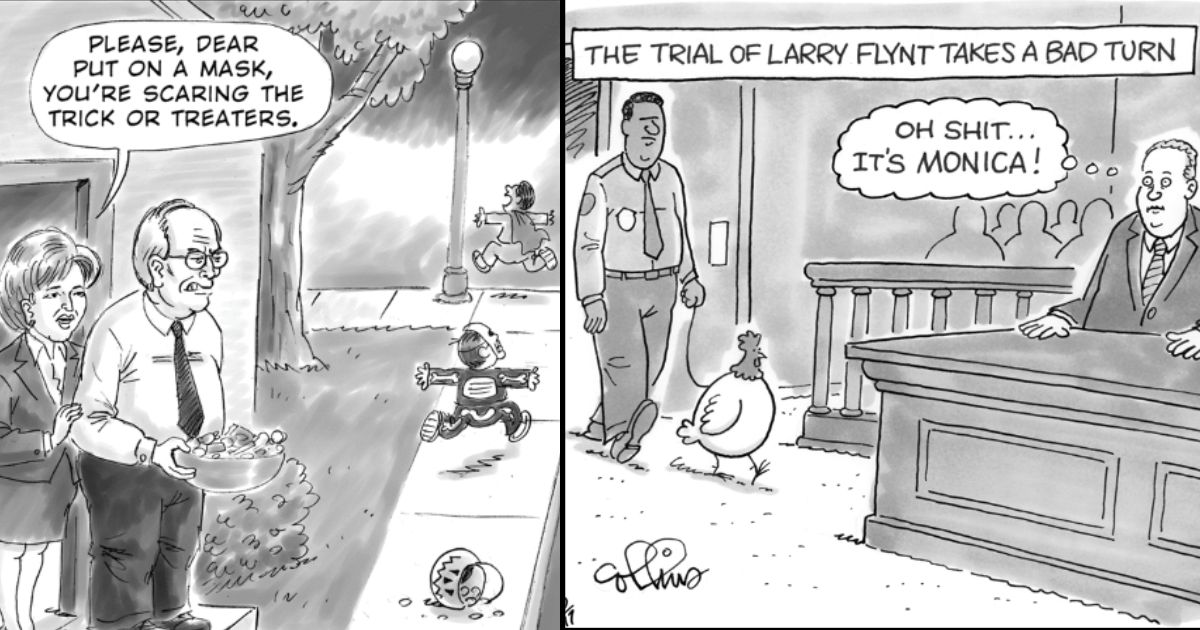 PLEASE, DEAR
PUT ON A MASK,
YOU'RE SCARING THE
TRICK OR TREATERS.
THE TRIAL OF LARRY FLYNT TAKES A BAD TURN
OH SHIT...
IT'S MONICA!
Collins